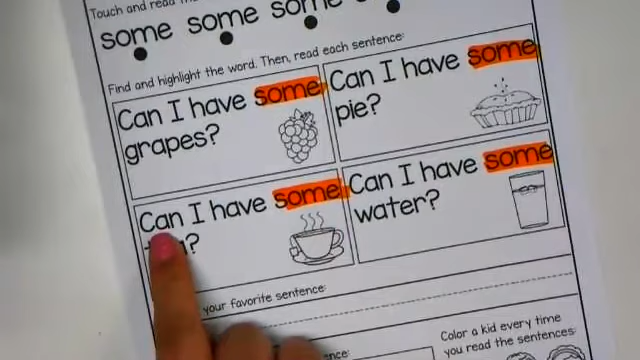 Touch and read the
some some some
Find and highlight the word. Then, read each sentence:
Can I have some
grapes?
Can I have some
pie?
Can I have some
?
Can I have some
water?
your favorite sentence:
sentence:
Color a kid every time
you read the sentences: